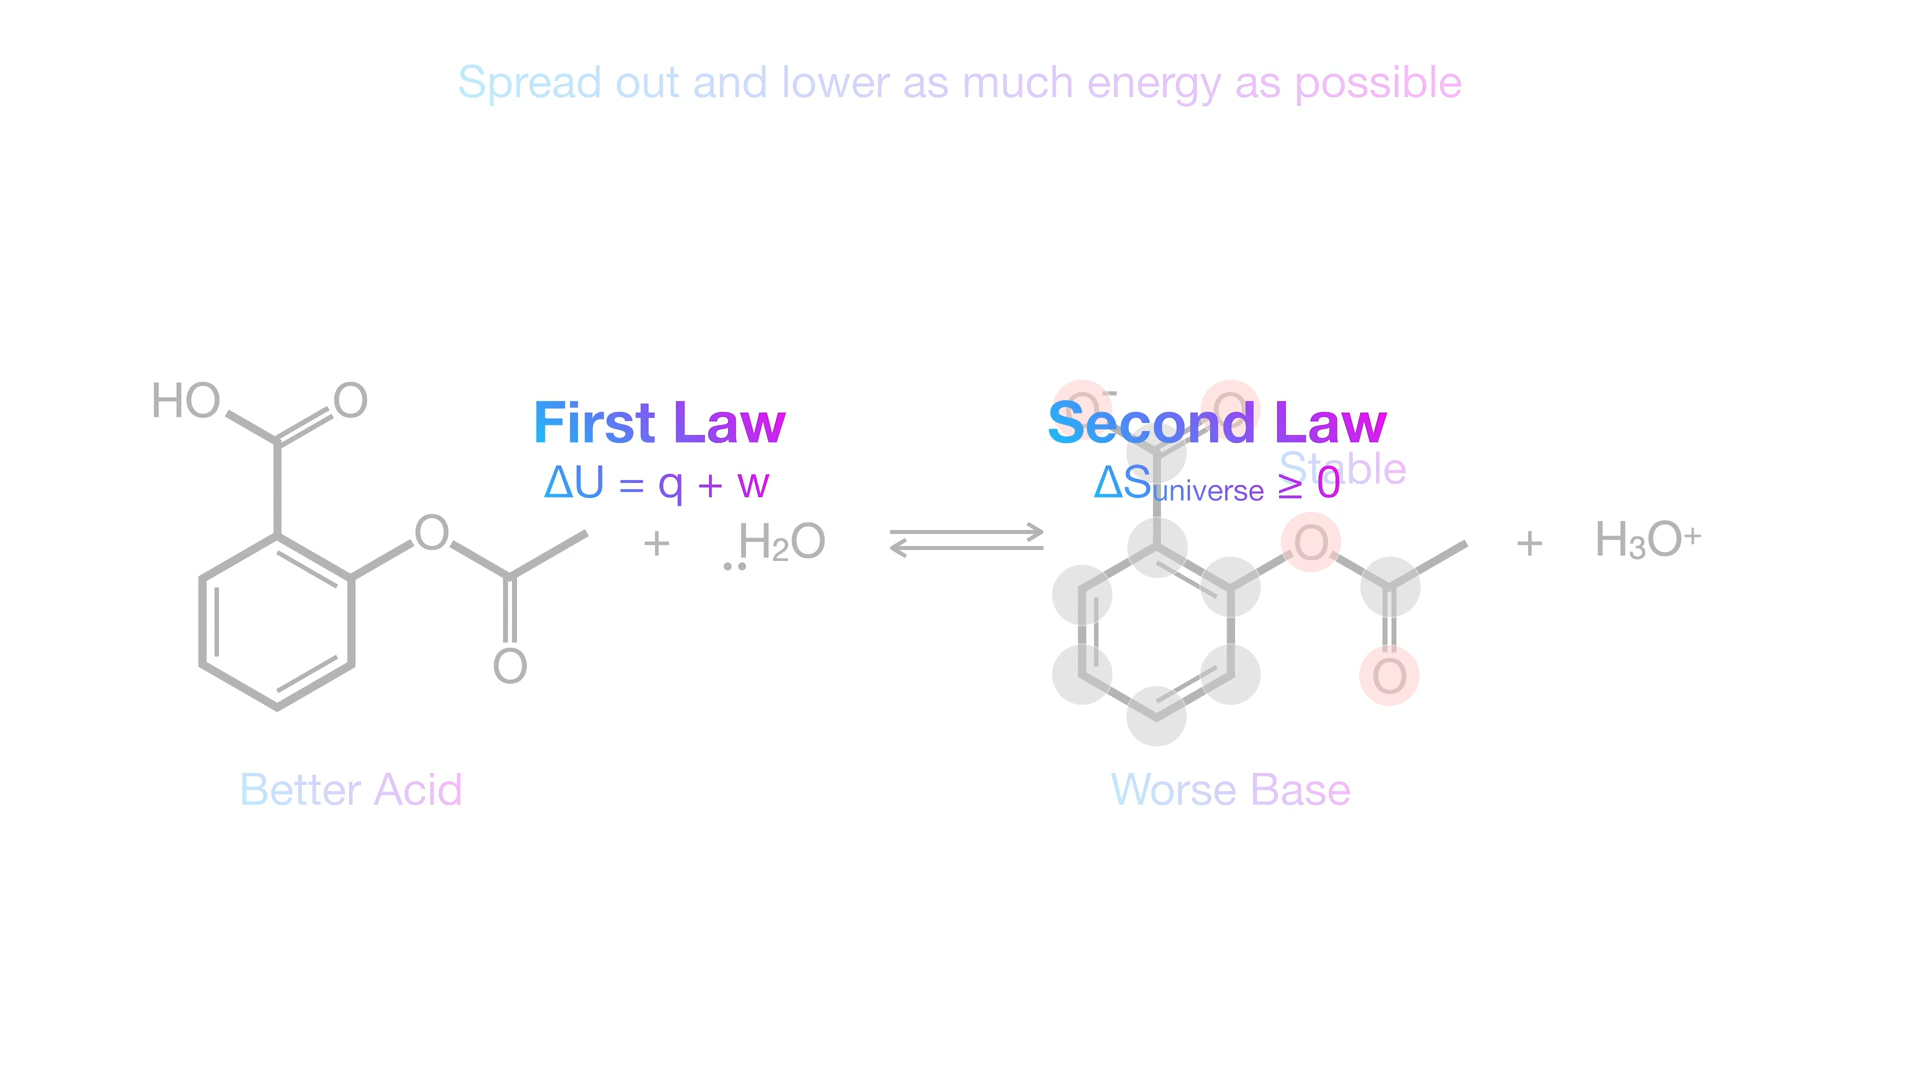 Spread out and lower as much energy as possible
HO
O
O
O
First Law
ΔU = q + w
+
H₂O
O⁻
O
Second Law
ΔSuniverse ≥ 0
Stable
O
O
+
H₃O⁺
Better Acid
Worse Base